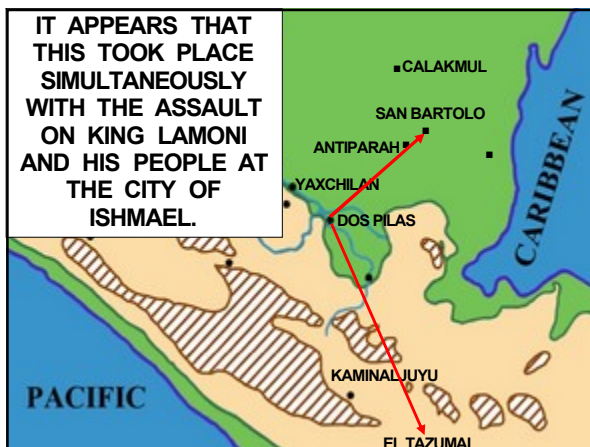 IT APPEARS THAT
THIS TOOK PLACE
SIMULTANEOUSLY
WITH THE ASSAULT
ON KING LAMONI
AND HIS PEOPLE AT
THE CITY OF
ISHMAEL.
CALAKMUL
SAN BARTOLO
ANTIPARAH
YAXCHILAN
DOS PILAS
CARIBBEAN
KAMINALJUYU
PACIFIC
EL TAZUMAL